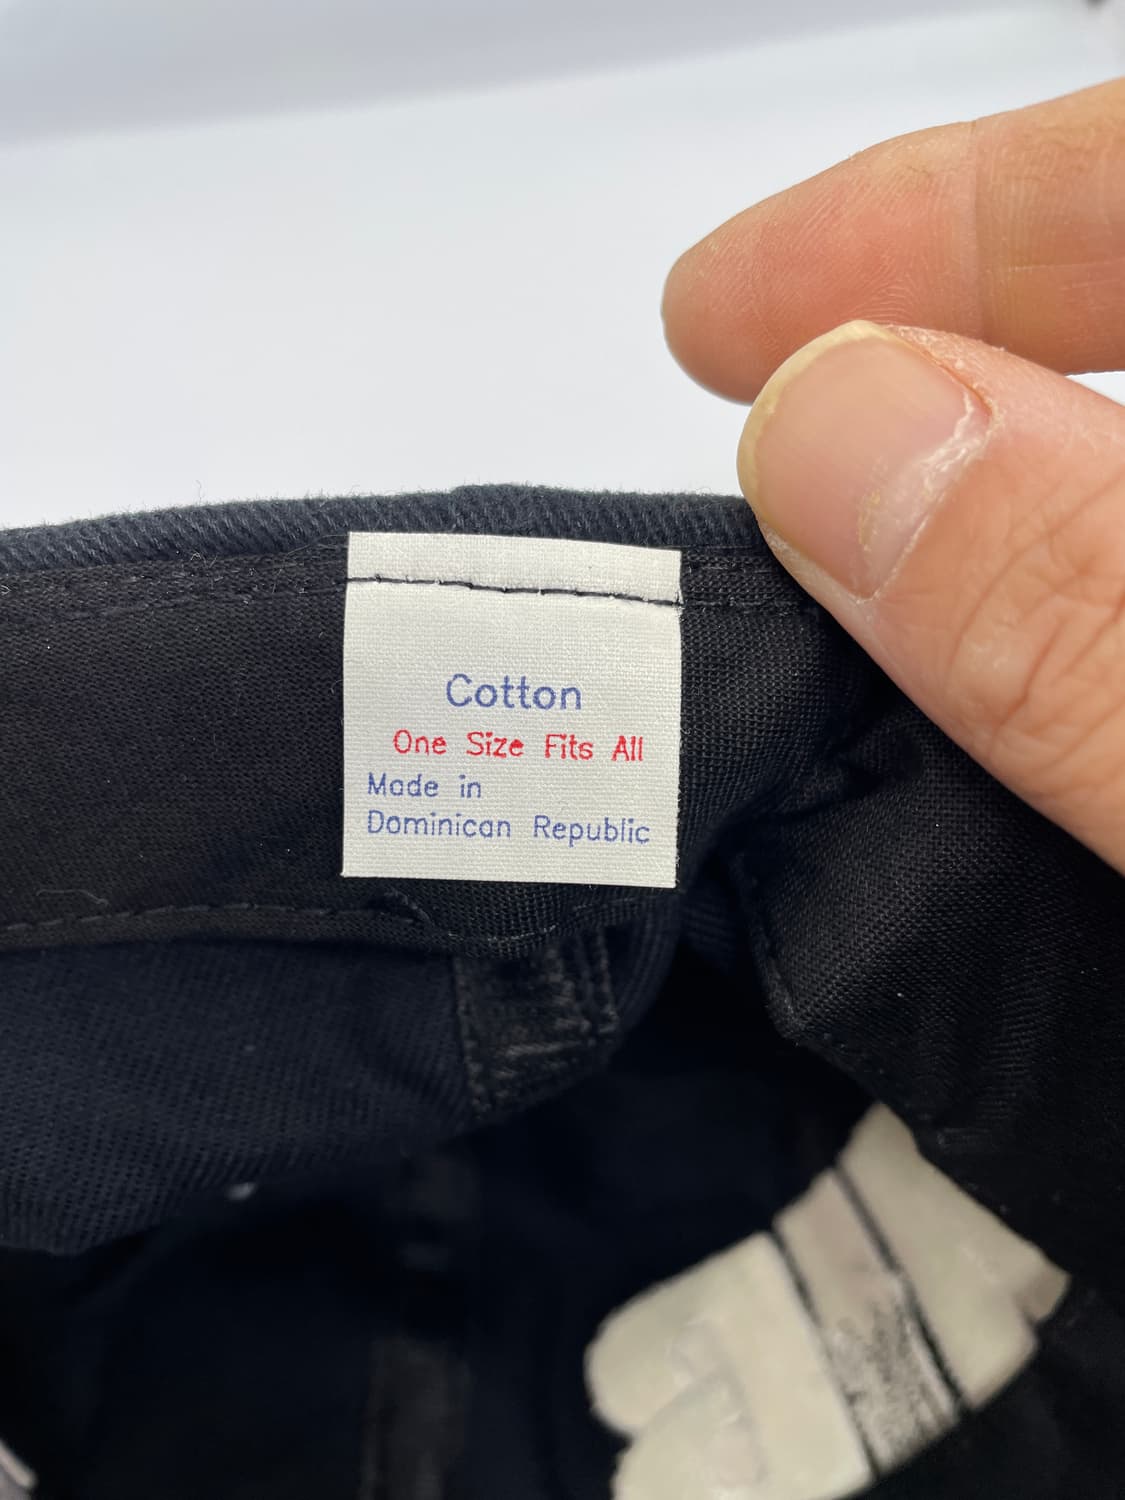 Cotton
One Size Fits All
Made in
Dominican Republic